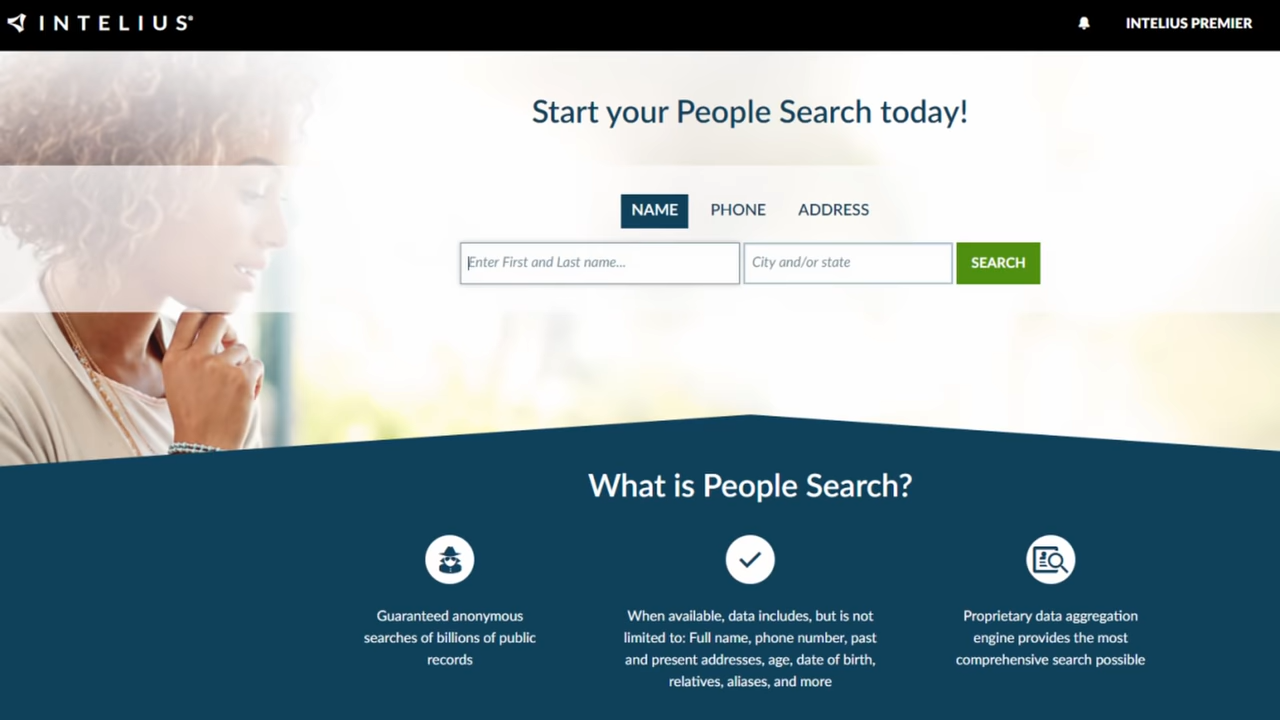 INTELIUS®
INTELIUS PREMIER
Start your People Search today!
NAME PHONE ADDRESS
Enter First and Last name... City and/or state SEARCH
What is People Search?
Guaranteed anonymous
searches of billions of public
records
When available, data includes, but is not
limited to: Full name, phone number, past
and present addresses, age, date of birth,
relatives, aliases, and more
Proprietary data aggregation
engine provides the most
comprehensive search possible